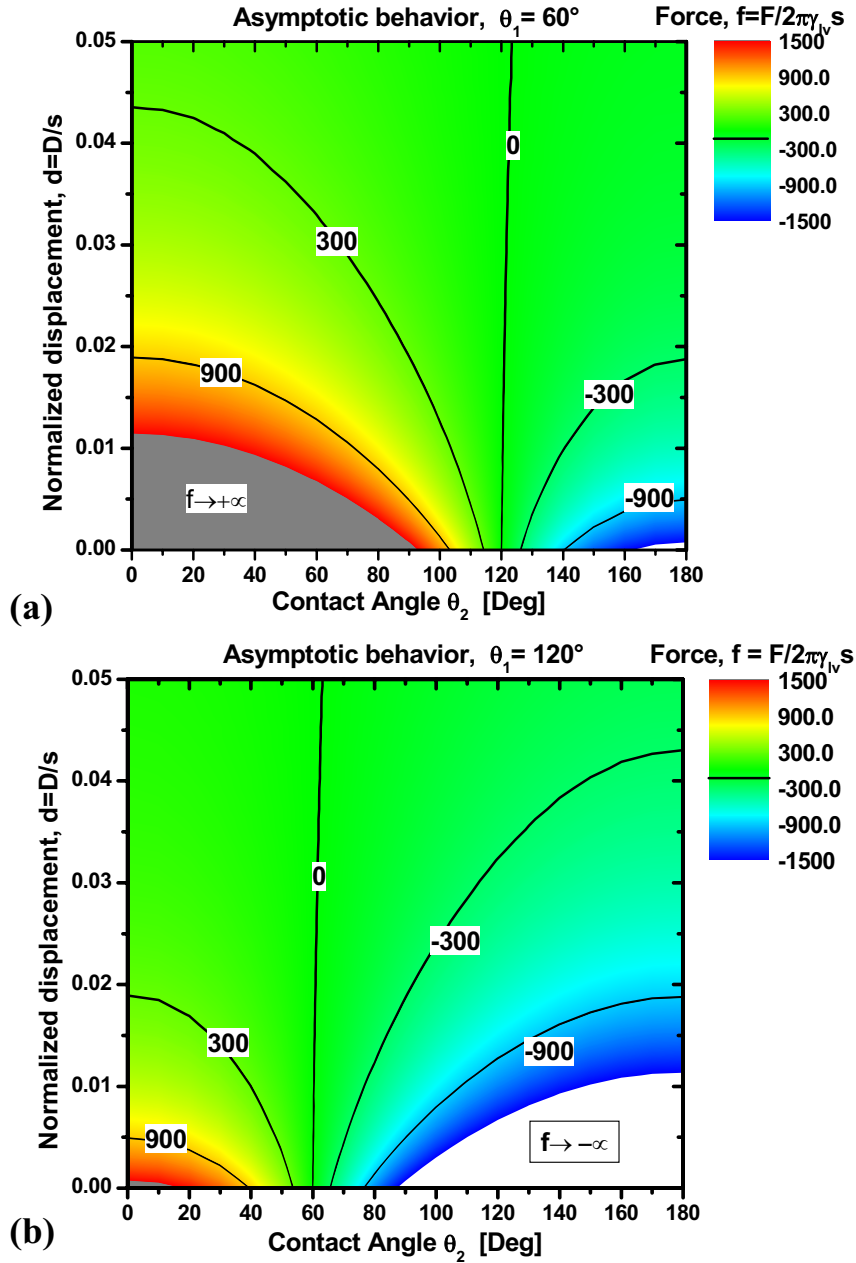 Asymptotic behavior, θ₁= 60°
Force, f=F/2πγₗᵥs
Normalized displacement, d=D/s
0.05
0.04
0.03
0.02
0.01
0.00
0
300
900
-300
-900
f→+∞
0 20 40 60 80 100 120 140 160 180
Contact Angle θ₂ [Deg]
1500
900.0
300.0
-300.0
-900.0
-1500
(a)
Asymptotic behavior, θ₁= 120°
Force, f = F/2πγₗᵥs
Normalized displacement, d=D/s
0.05
0.04
0.03
0.02
0.01
0.00
0
-300
300
-900
900
f→−∞
0 20 40 60 80 100 120 140 160 180
Contact Angle θ₂ [Deg]
1500
900.0
300.0
-300.0
-900.0
-1500
(b)